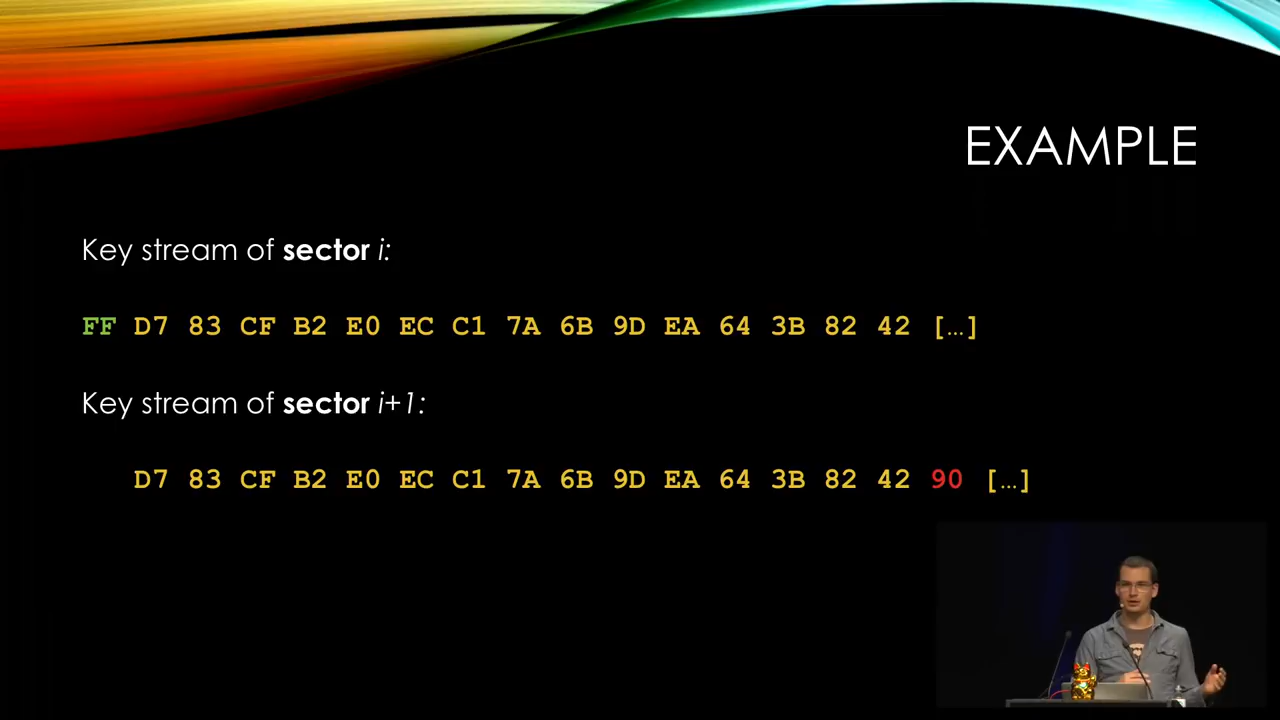 EXAMPLE
Key stream of sector i:
FF D7 83 CF B2 E0 EC C1 7A 6B 9D EA 64 3B 82 42 […]
Key stream of sector i+1:
D7 83 CF B2 E0 EC C1 7A 6B 9D EA 64 3B 82 42 90 […]